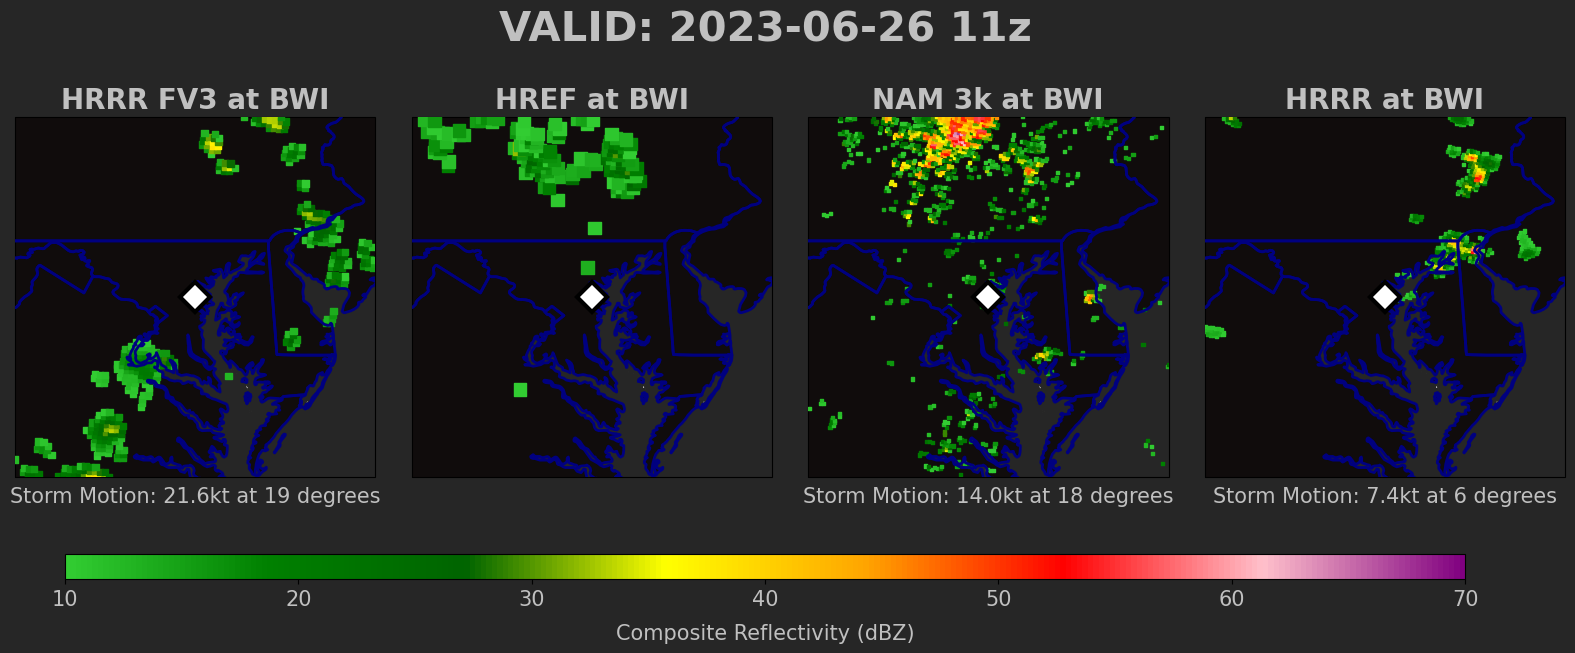 VALID: 2023-06-26 11z
HRRR FV3 at BWI
HREF at BWI
NAM 3k at BWI
HRRR at BWI
Storm Motion: 21.6kt at 19 degrees
Storm Motion: 14.0kt at 18 degrees
Storm Motion: 7.4kt at 6 degrees
10 20 30 40 50 60 70
Composite Reflectivity (dBZ)